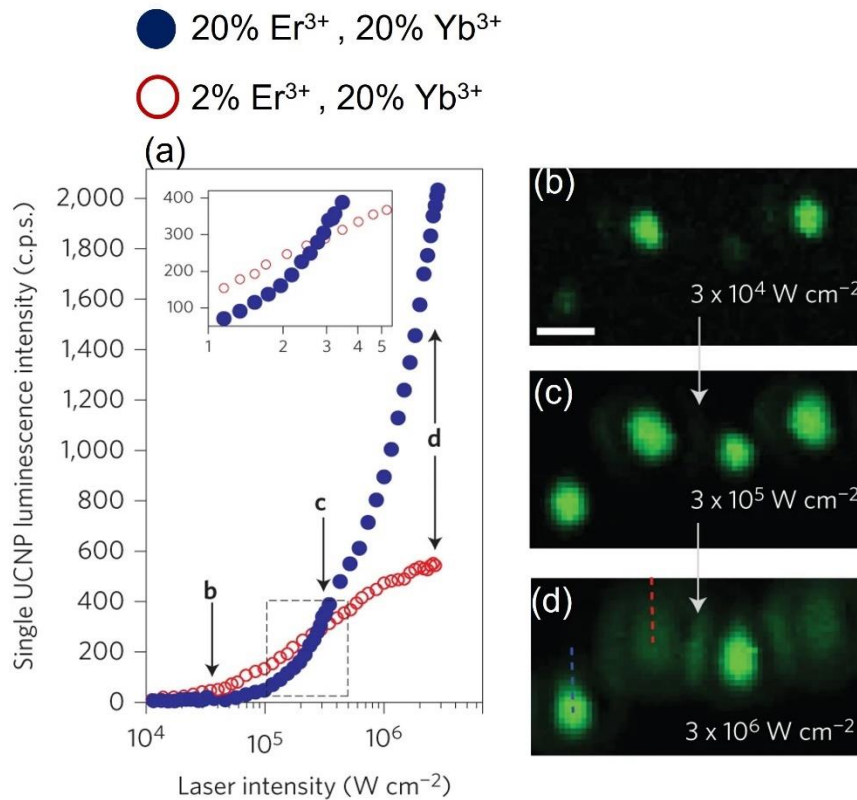 20% Er³⁺ , 20% Yb³⁺
2% Er³⁺ , 20% Yb³⁺
(a)
Single UCNP luminescence intensity (c.p.s.)
2,000
1,800
1,600
1,400
1,200
1,000
800
600
400
200
0
400
300
200
100
1
2
3
4
5
b
c
d
10⁴
10⁵
10⁶
Laser intensity (W cm⁻²)
(b)
3 x 10⁴ W cm⁻²
(c)
3 x 10⁵ W cm⁻²
(d)
3 x 10⁶ W cm⁻²